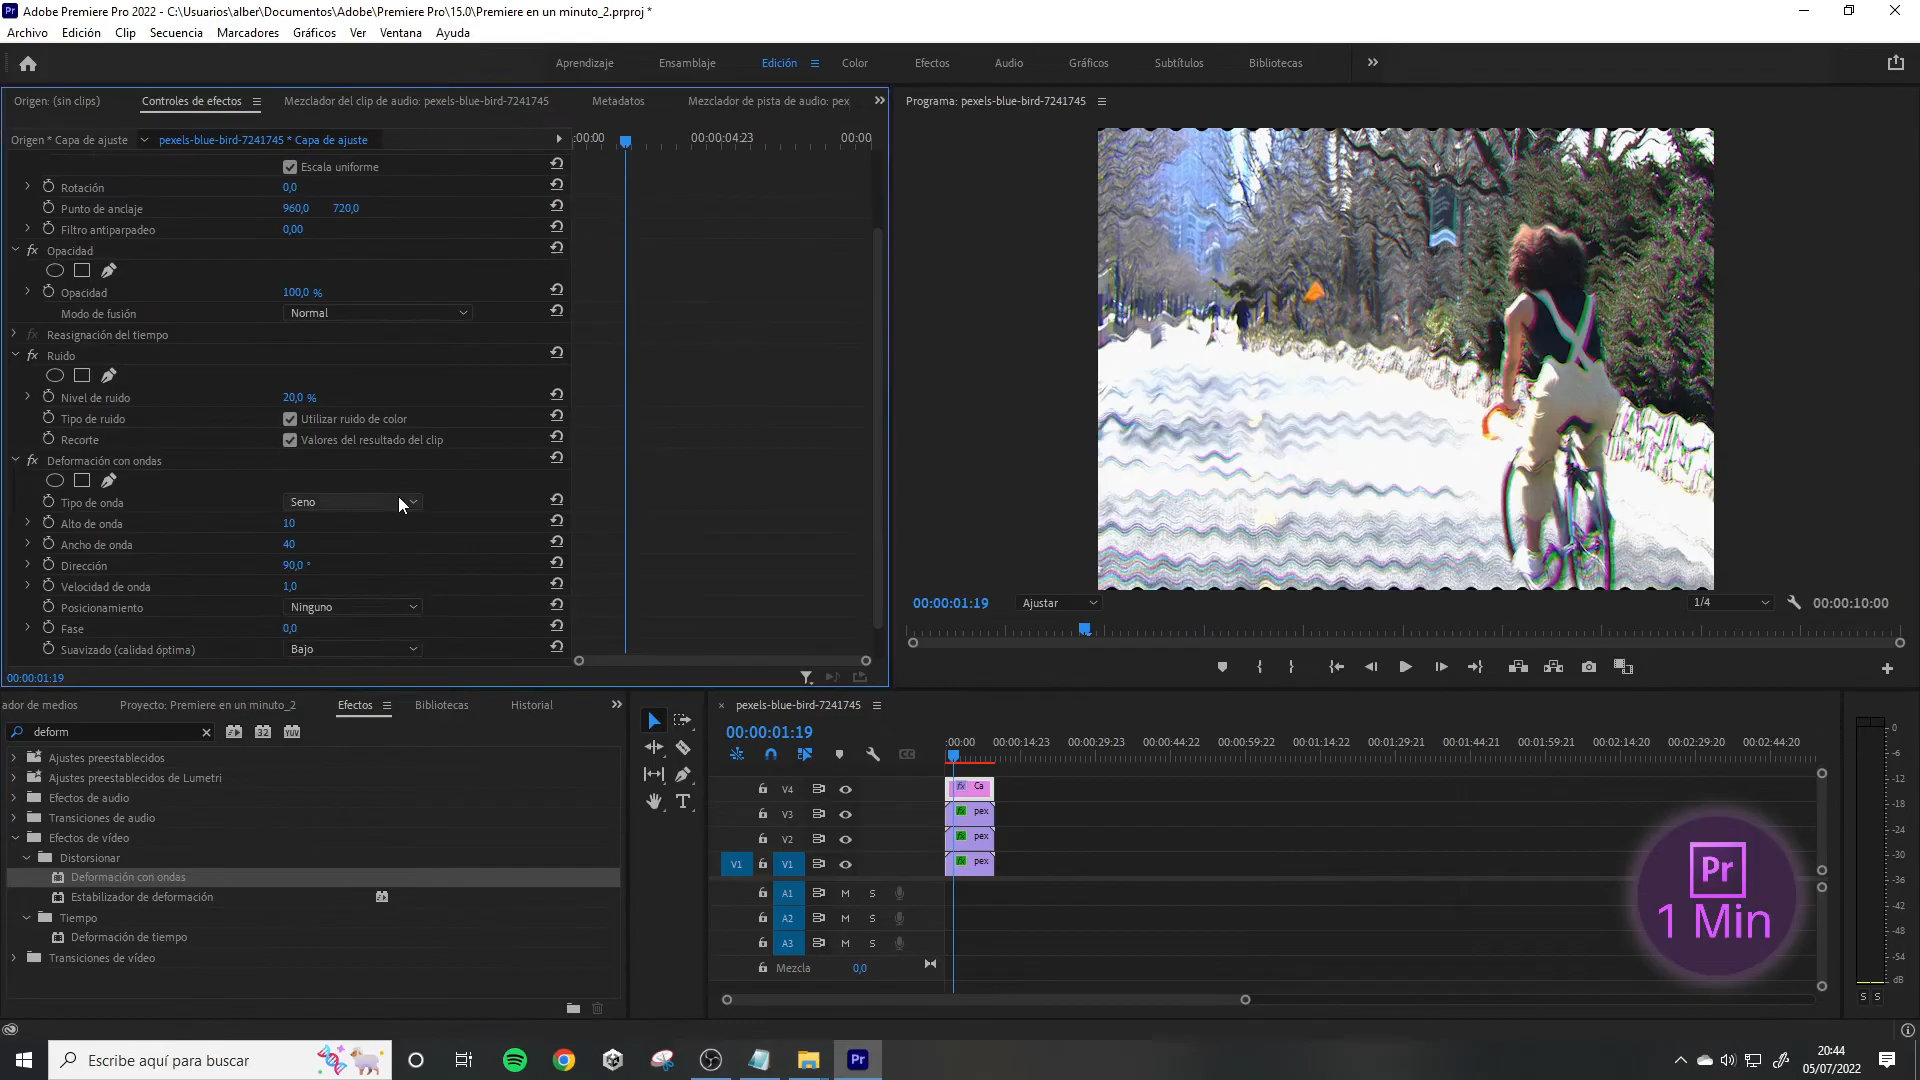 Adobe Premiere Pro 2022 - C:\Usuarios\alber\Documentos\Adobe\Premiere Pro\15.0\Premiere en un minuto_2.prproj *
Archivo Edición Clip Secuencia Marcadores Gráficos Ver Ventana Ayuda
Aprendizaje Ensamblaje Edición Color Efectos Audio Gráficos Subtítulos Bibliotecas
Origen: (sin clips) Controles de efectos Mezclador del clip de audio: pexels-blue-bird-7241745 Metadatos Mezclador de pista de audio: pex
Origen * Capa de ajuste pexels-blue-bird-7241745 * Capa de ajuste
:00:00 00:00:04:23 00:00
Escala uniforme
Rotación 0,0
Punto de anclaje 960,0 720,0
Filtro antiparpadeo 0,00
fx Opacidad
Opacidad 100,0 %
Modo de fusión Normal
fx Reasignación del tiempo
fx Ruido
Nivel de ruido 20,0 %
Tipo de ruido Utilizar ruido de color
Recorte Valores del resultado del clip
fx Deformación con ondas
Tipo de onda Seno
Alto de onda 10
Ancho de onda 40
Dirección 90,0 °
Velocidad de onda 1,0
Posicionamiento Ninguno
Fase 0,0
Suavizado (calidad óptima) Bajo
00:00:01:19
Programa: pexels-blue-bird-7241745
00:00:01:19 Ajustar 1/4 00:00:10:00
ador de medios Proyecto: Premiere en un minuto_2 Efectos Bibliotecas Historial
deform 32 YUV
Ajustes preestablecidos
Ajustes preestablecidos de Lumetri
Efectos de audio
Transiciones de audio
Efectos de vídeo
Distorsionar
Deformación con ondas
Estabilizador de deformación
Tiempo
Deformación de tiempo
Transiciones de vídeo
× pexels-blue-bird-7241745
00:00:01:19
:00:00 00:00:14:23 00:00:29:23 00:00:44:22 00:00:59:22 00:01:14:22 00:01:29:21 00:01:44:21 00:01:59:21 00:02:14:20 00:02:29:20 00:02:44:20
V4 fx Ca
V3 fx pex
V2 fx pex
V1 V1 fx pex
A1 M S
A2 M S
A3 M S
Mezcla 0,0
Pr
1 Min
0
-6
-12
-18
-24
-30
-36
-42
-48
-54
dB
S S
Escribe aquí para buscar
Pr
20:44
05/07/2022